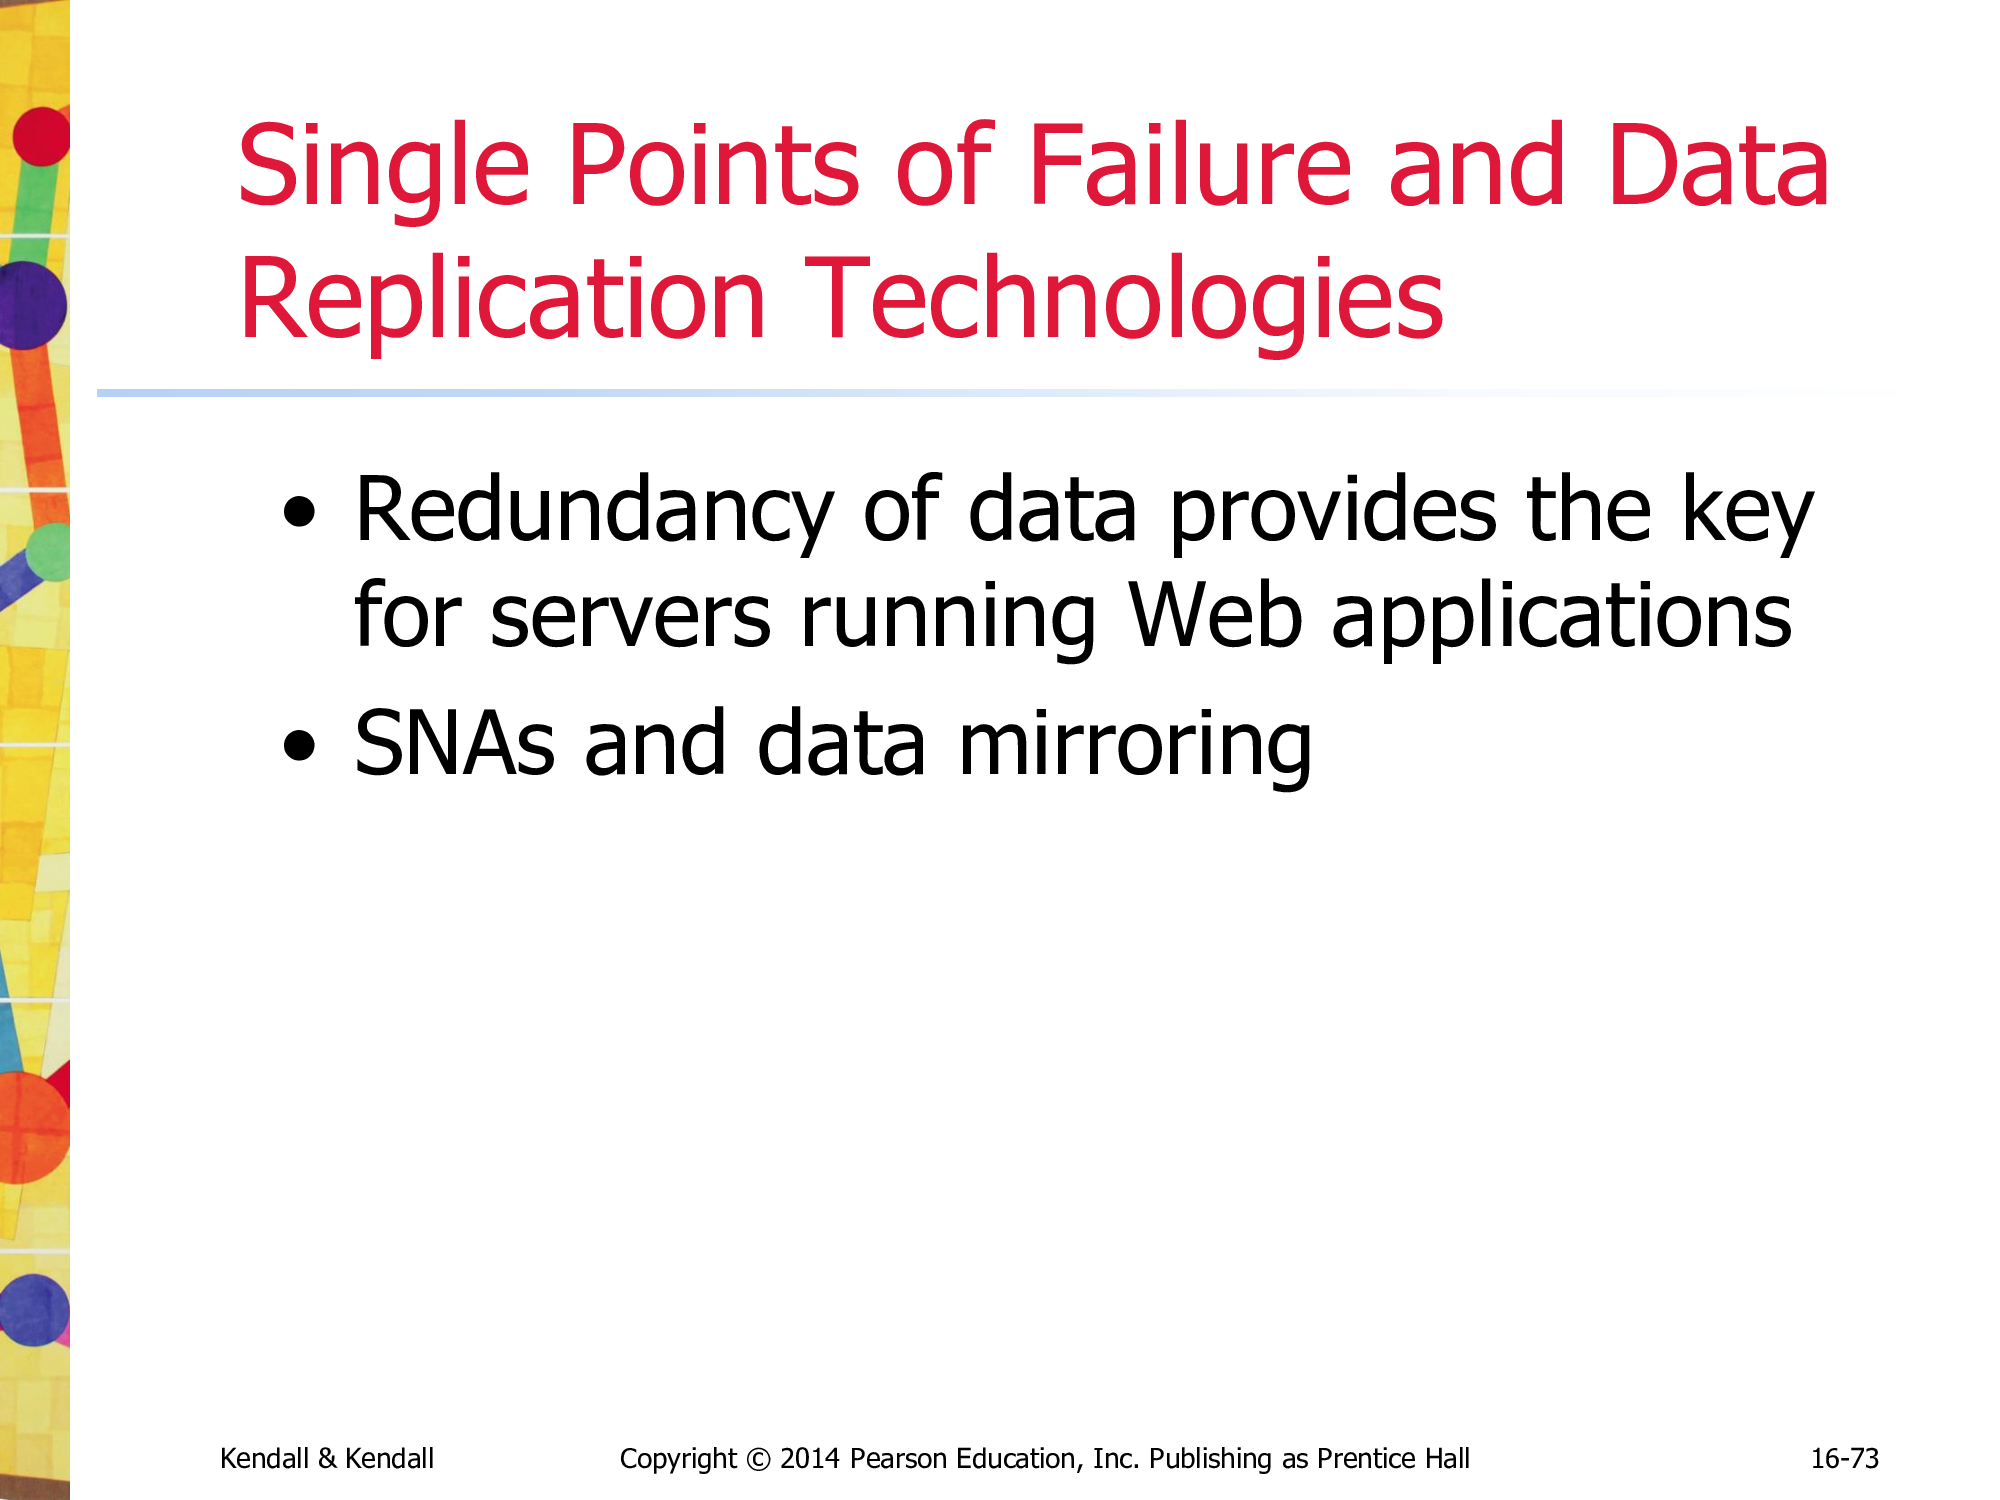 Single Points of Failure and Data
Replication Technologies
• Redundancy of data provides the key
for servers running Web applications
• SNAs and data mirroring
Kendall & Kendall
Copyright © 2014 Pearson Education, Inc. Publishing as Prentice Hall
16-73